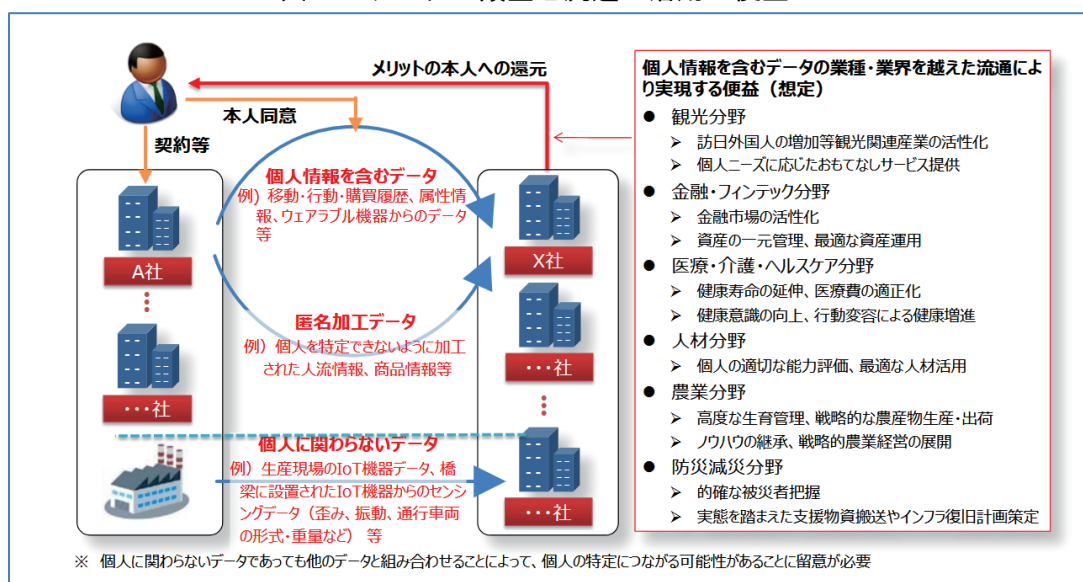 メリットの本人への還元
本人同意
契約等
個人情報を含むデータ
例）移動・行動・購買履歴、属性情
報、ウェアラブル機器からのデータ
等
A社
X社
匿名加工データ
例）個人を特定できないように加工
された人流情報、商品情報等
・・・社
・・・社
個人に関わらないデータ
例）生産現場のIoT機器データ、橋
梁に設置されたIoT機器からのセンシ
ングデータ（歪み、振動、通行車両
の形式・重量など） 等
・・・社
個人情報を含むデータの業種・業界を越えた流通によ
り実現する便益（想定）
● 観光分野
➢ 訪日外国人の増加等観光関連産業の活性化
➢ 個人ニーズに応じたおもてなしサービス提供
● 金融・フィンテック分野
➢ 金融市場の活性化
➢ 資産の一元管理、最適な資産運用
● 医療・介護・ヘルスケア分野
➢ 健康寿命の延伸、医療費の適正化
➢ 健康意識の向上、行動変容による健康増進
● 人材分野
➢ 個人の適切な能力評価、最適な人材活用
● 農業分野
➢ 高度な生育管理、戦略的な農産物生産・出荷
➢ ノウハウの継承、戦略的農業経営の展開
● 防災減災分野
➢ 的確な被災者把握
➢ 実態を踏まえた支援物資搬送やインフラ復旧計画策定
※ 個人に関わらないデータであっても他のデータと組み合わせることによって、個人の特定につながる可能性があることに留意が必要